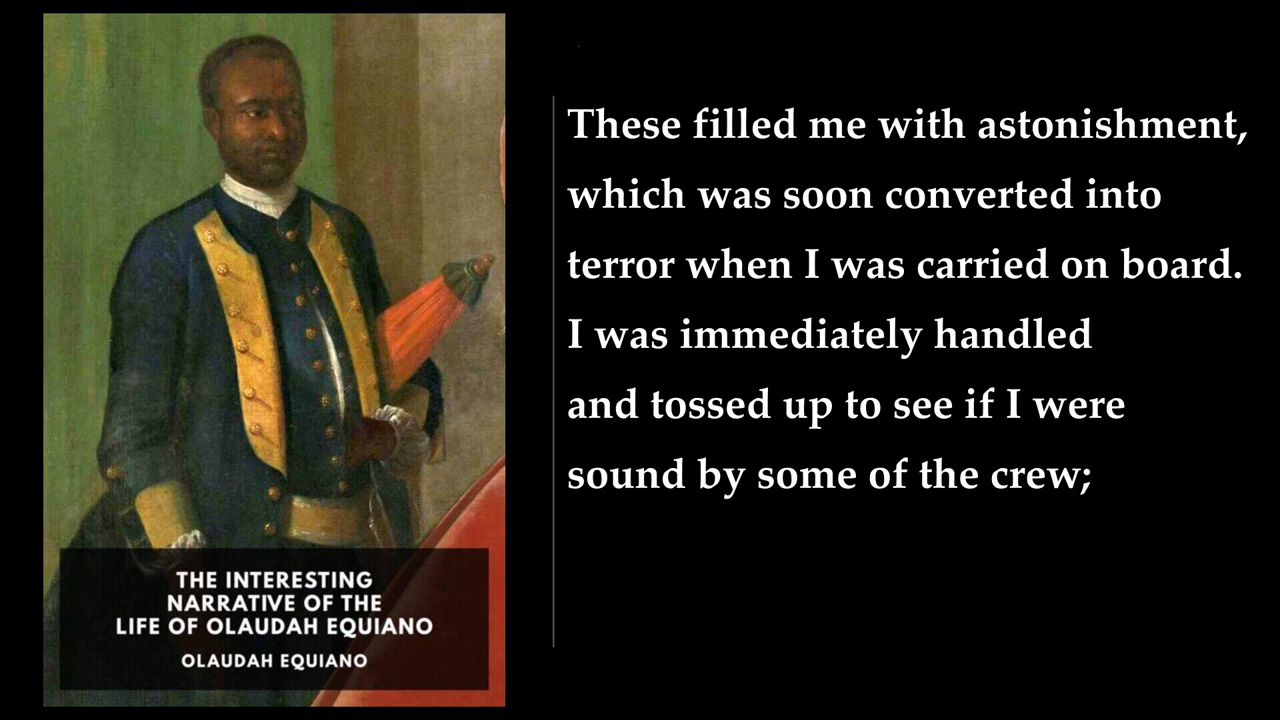 THE INTERESTING
NARRATIVE OF THE
LIFE OF OLAUDAH EQUIANO
OLAUDAH EQUIANO
These filled me with astonishment,
which was soon converted into
terror when I was carried on board.
I was immediately handled
and tossed up to see if I were
sound by some of the crew;